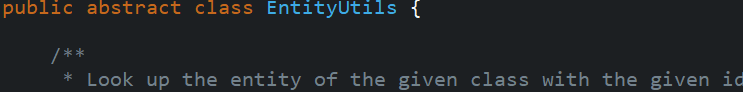 public abstract class EntityUtils {
/**
* Look up the entity of the given class with the given id